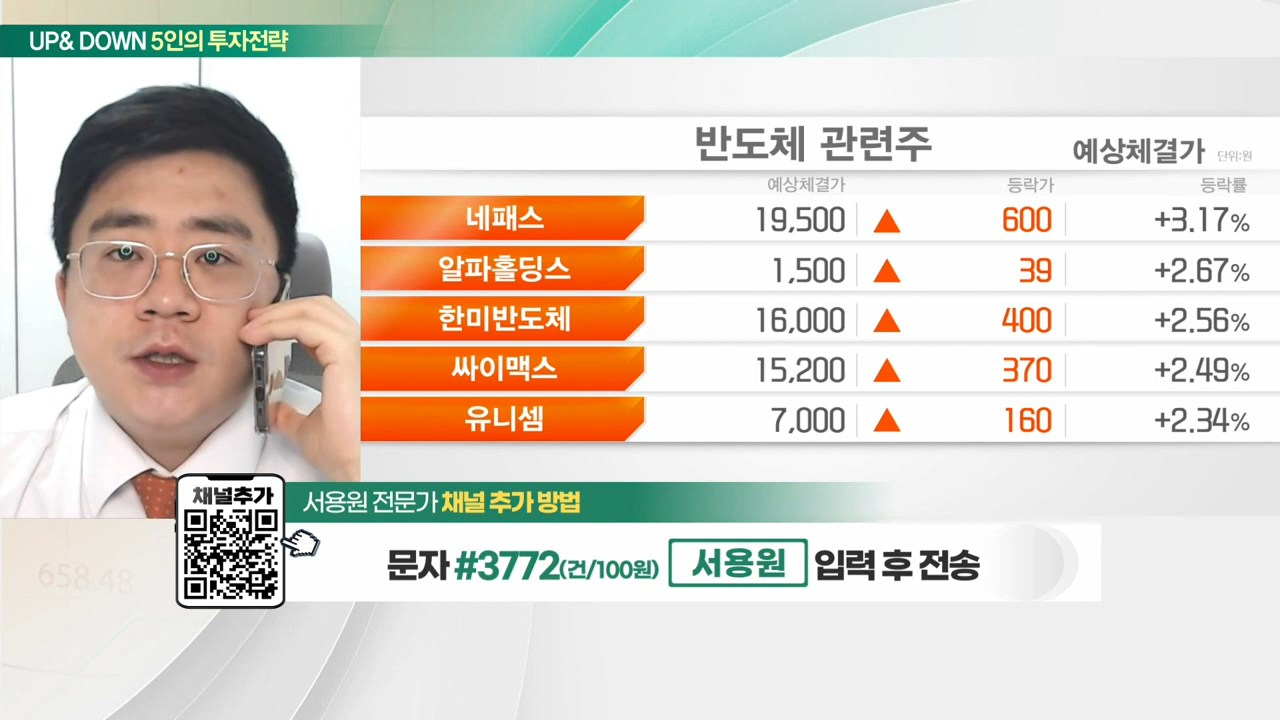 UP& DOWN 5인의 투자전략
반도체 관련주 예상체결가 단위:원
예상체결가 등락가 등락률
네패스 19,500 ▲ 600 +3.17%
알파홀딩스 1,500 ▲ 39 +2.67%
한미반도체 16,000 ▲ 400 +2.56%
싸이맥스 15,200 ▲ 370 +2.49%
유니셈 7,000 ▲ 160 +2.34%
채널추가
서용원 전문가 채널 추가 방법
문자 #3772(건/100원) 서용원 입력 후 전송
658.48